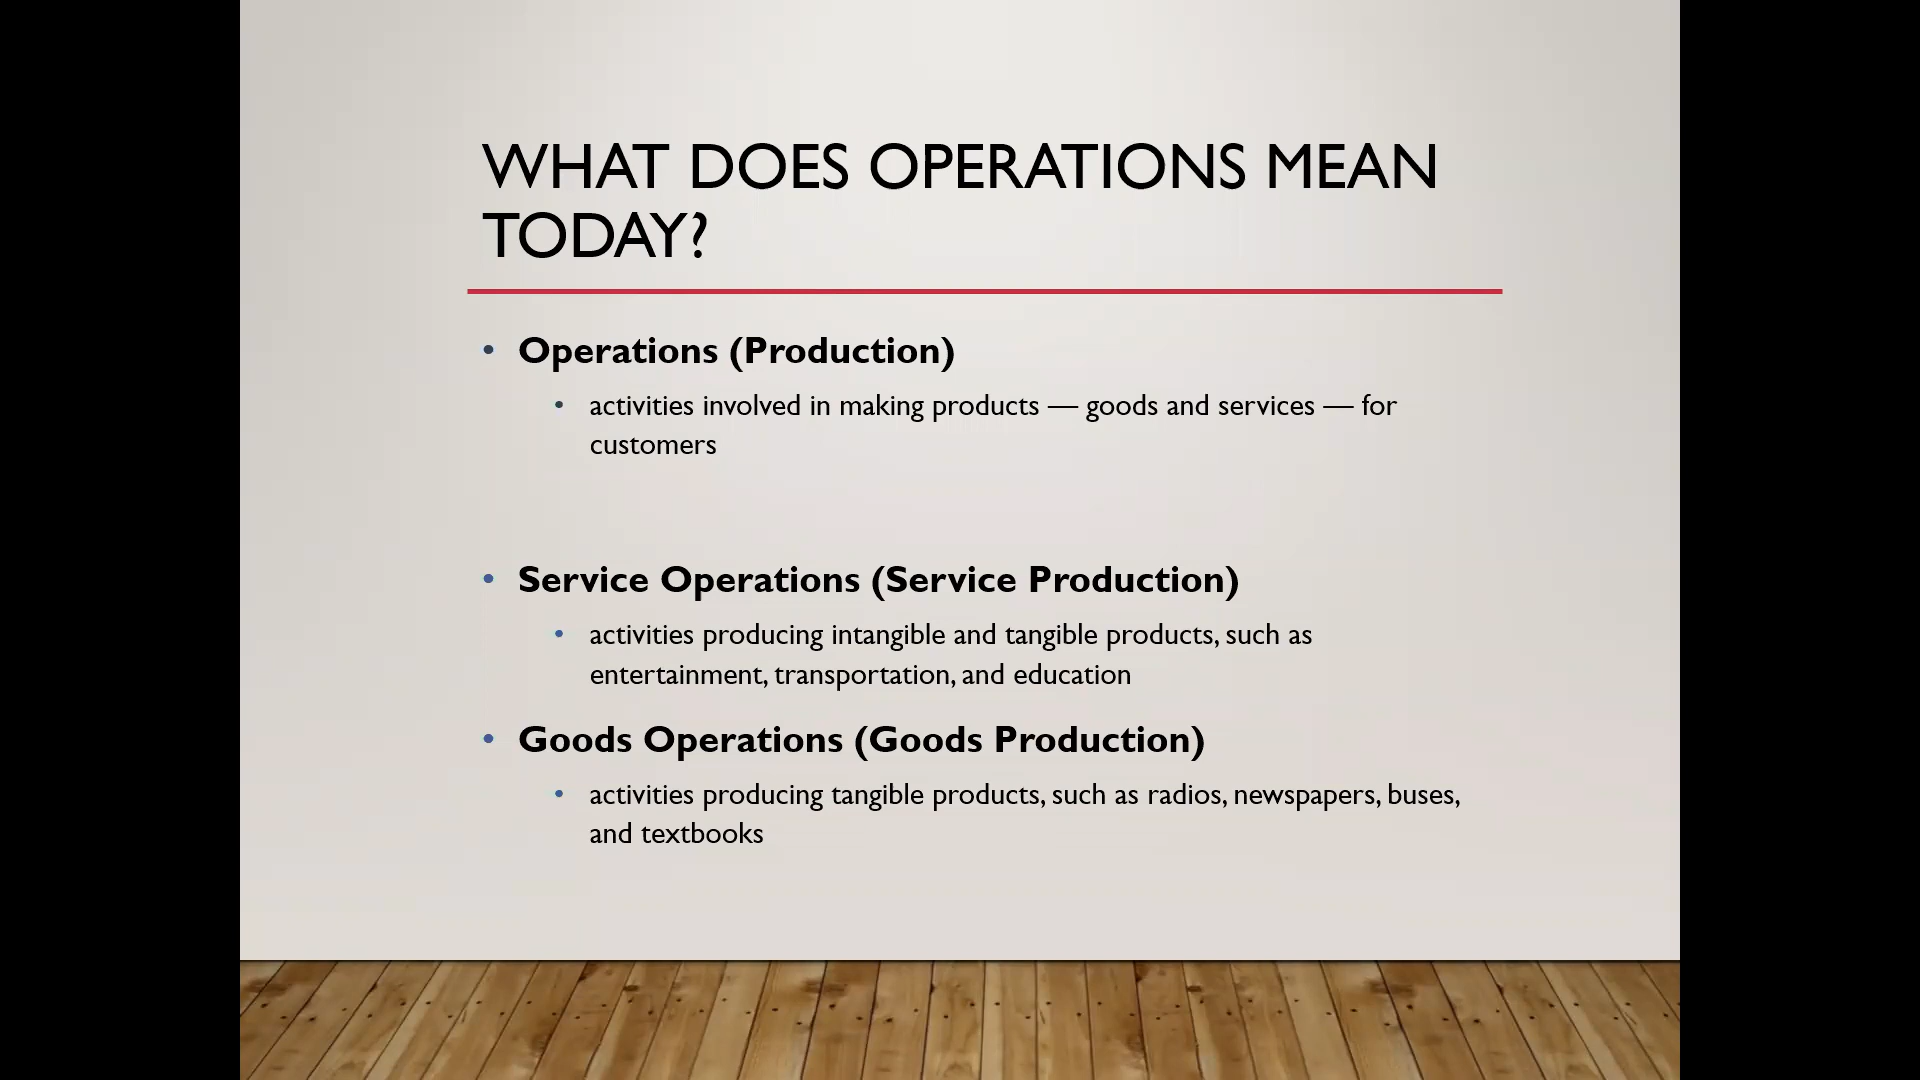 WHAT DOES OPERATIONS MEAN
TODAY?
• Operations (Production)
• activities involved in making products — goods and services — for
customers
• Service Operations (Service Production)
• activities producing intangible and tangible products, such as
entertainment, transportation, and education
• Goods Operations (Goods Production)
• activities producing tangible products, such as radios, newspapers, buses,
and textbooks